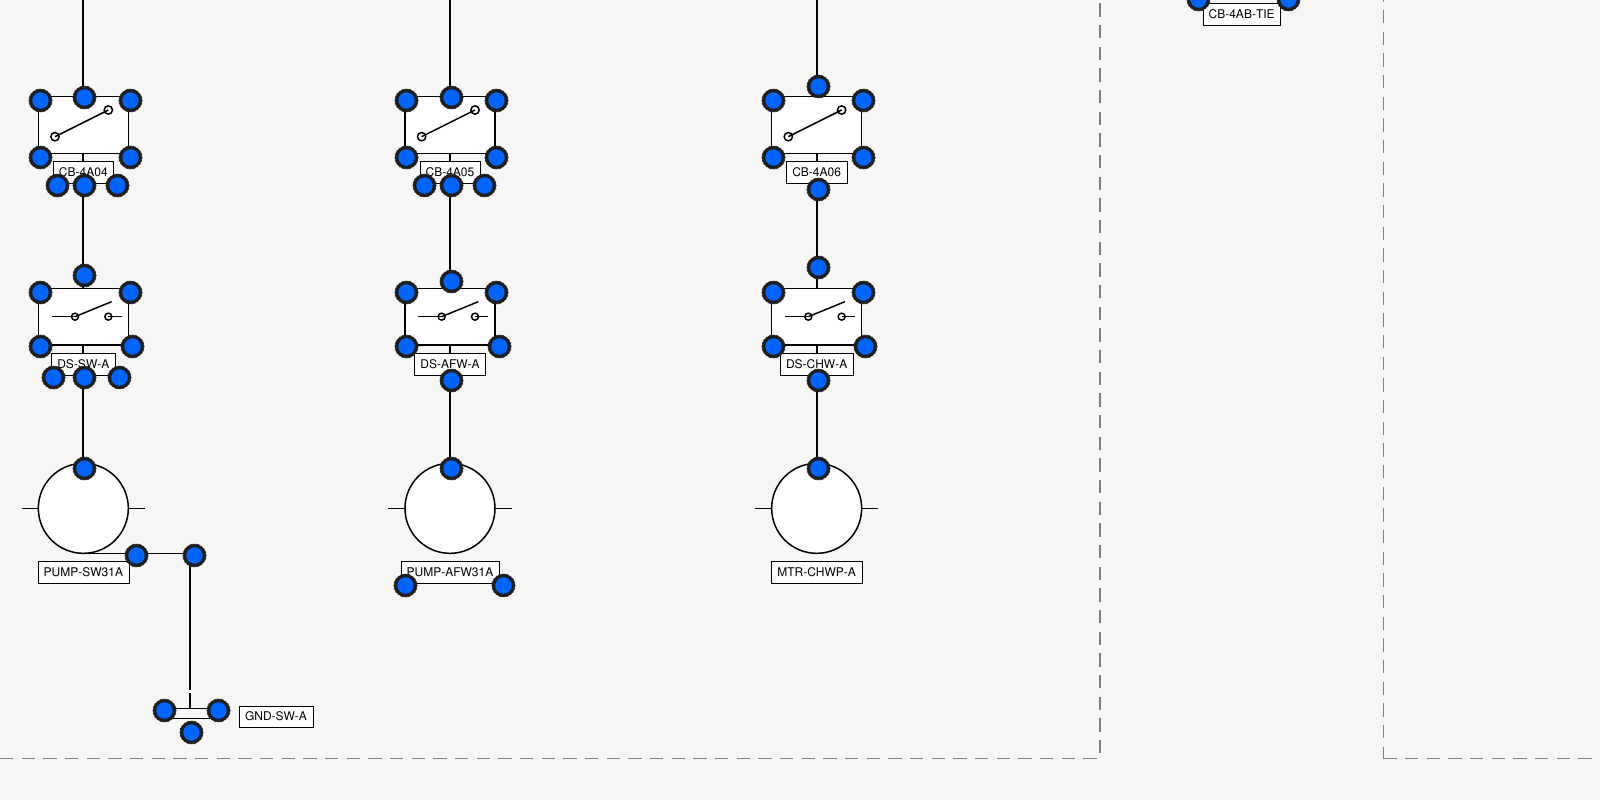 CB-4AB-TIE
CB-4A04
CB-4A05
CB-4A06
DS-SW-A
DS-AFW-A
DS-CHW-A
PUMP-SW31A
PUMP-AFW31A
MTR-CHWP-A
GND-SW-A